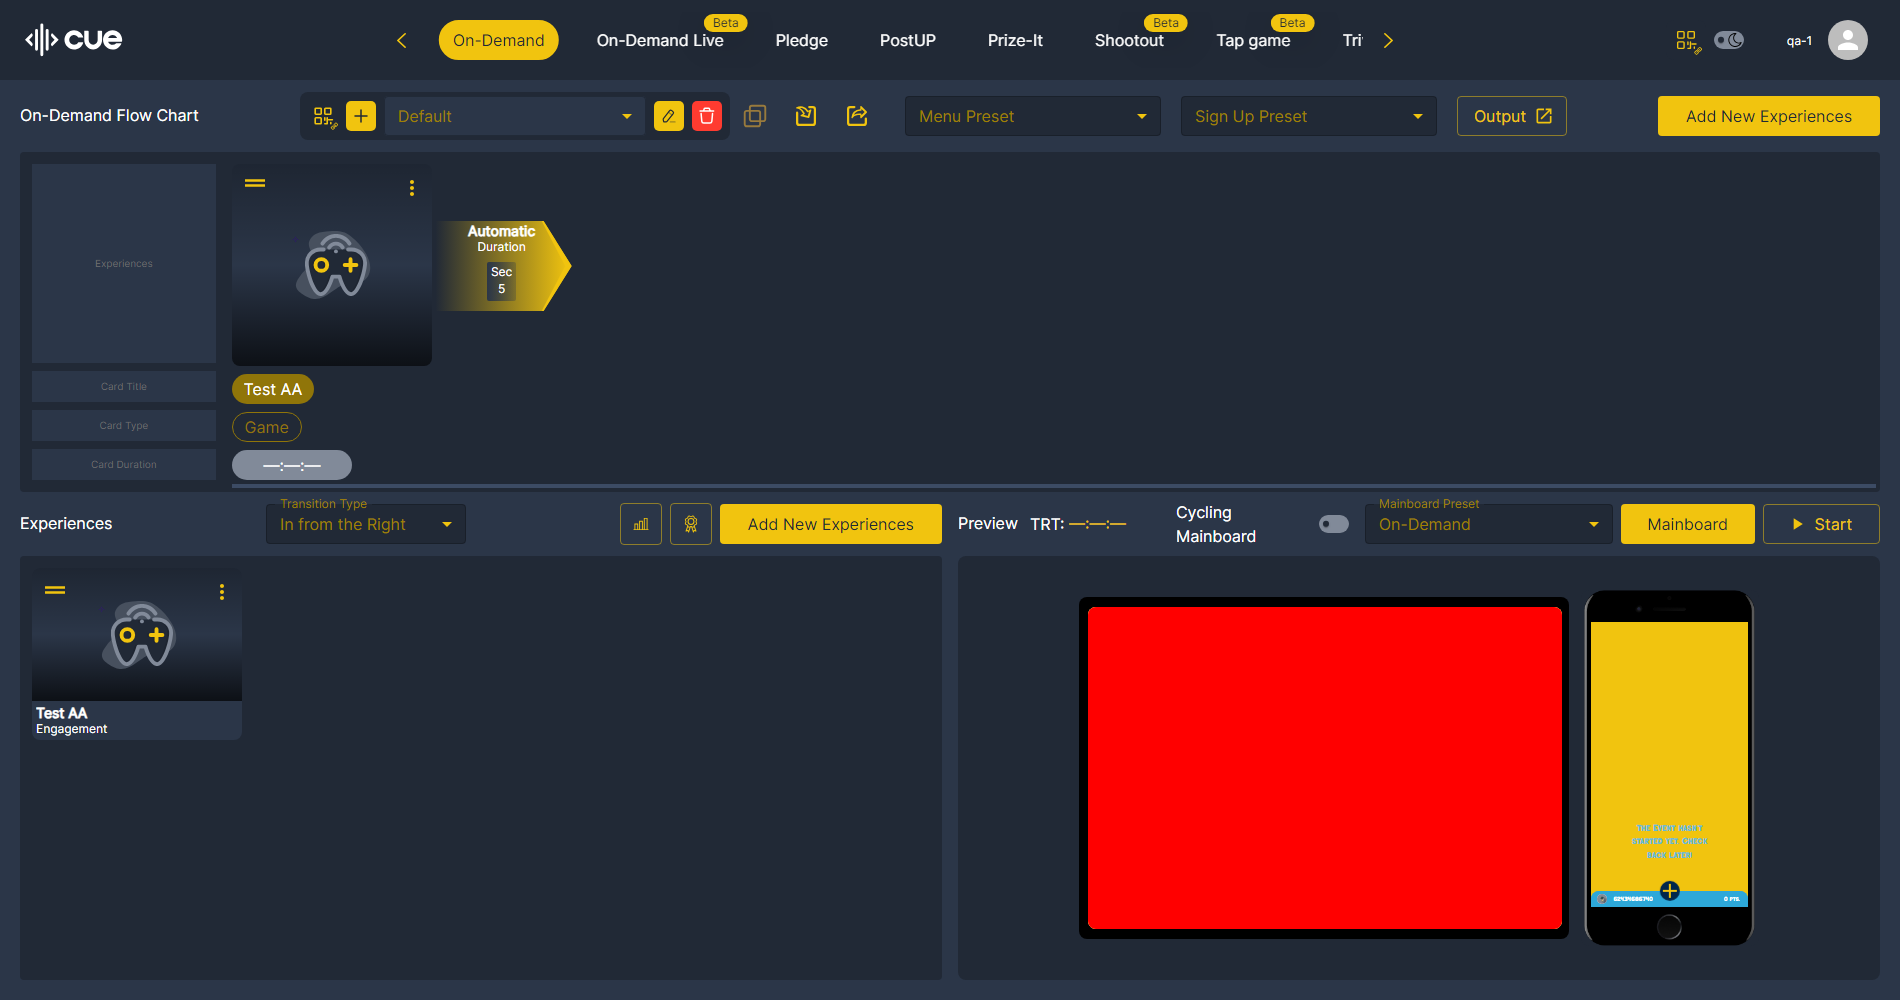 cue
On-Demand
On-Demand Live
Beta
Pledge
PostUP
Prize-It
Shootout
Beta
Tap game
Beta
Tri
qa-1
On-Demand Flow Chart
Default
Menu Preset
Sign Up Preset
Output
Add New Experiences
Experiences
Automatic
Duration
Sec
5
Card Title
Test AA
Card Type
Game
Card Duration
—:—:—
Experiences
Transition Type
In from the Right
Add New Experiences
Preview
TRT: —:—:—
Cycling
Mainboard
Mainboard Preset
On-Demand
Mainboard
Start
Test AA
Engagement
THE EVENT HASN'T
STARTED YET. CHECK
BACK LATER!
0 PTS.